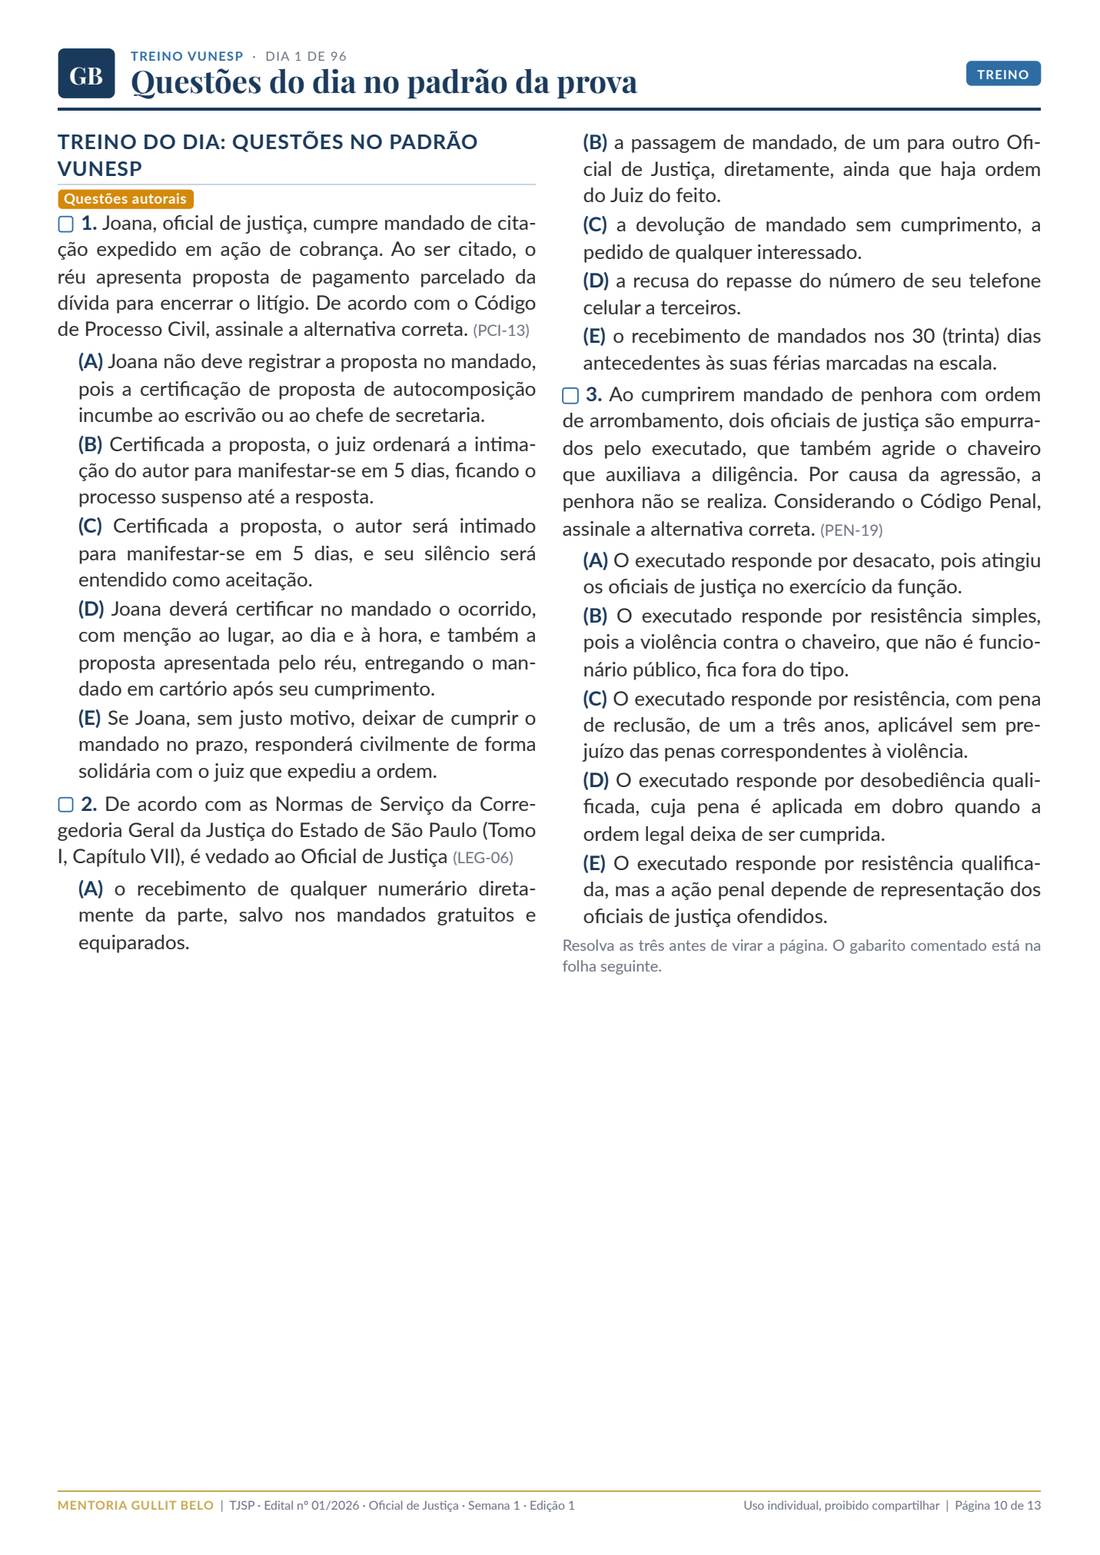 GB
TREINO VUNESP · DIA 1 DE 96
Questões do dia no padrão da prova
TREINO
TREINO DO DIA: QUESTÕES NO PADRÃO
VUNESP
Questões autorais
1. Joana, oficial de justiça, cumpre mandado de cita-
ção expedido em ação de cobrança. Ao ser citado, o
réu apresenta proposta de pagamento parcelado da
dívida para encerrar o litígio. De acordo com o Código
de Processo Civil, assinale a alternativa correta. (PCI-13)
(A) Joana não deve registrar a proposta no mandado,
pois a certificação de proposta de autocomposição
incumbe ao escrivão ou ao chefe de secretaria.
(B) Certificada a proposta, o juiz ordenará a intima-
ção do autor para manifestar-se em 5 dias, ficando o
processo suspenso até a resposta.
(C) Certificada a proposta, o autor será intimado
para manifestar-se em 5 dias, e seu silêncio será
entendido como aceitação.
(D) Joana deverá certificar no mandado o ocorrido,
com menção ao lugar, ao dia e à hora, e também a
proposta apresentada pelo réu, entregando o man-
dado em cartório após seu cumprimento.
(E) Se Joana, sem justo motivo, deixar de cumprir o
mandado no prazo, responderá civilmente de forma
solidária com o juiz que expediu a ordem.
2. De acordo com as Normas de Serviço da Corre-
gedoria Geral da Justiça do Estado de São Paulo (Tomo
I, Capítulo VII), é vedado ao Oficial de Justiça (LEG-06)
(A) o recebimento de qualquer numerário direta-
mente da parte, salvo nos mandados gratuitos e
equiparados.
(B) a passagem de mandado, de um para outro Ofi-
cial de Justiça, diretamente, ainda que haja ordem
do Juiz do feito.
(C) a devolução de mandado sem cumprimento, a
pedido de qualquer interessado.
(D) a recusa do repasse do número de seu telefone
celular a terceiros.
(E) o recebimento de mandados nos 30 (trinta) dias
antecedentes às suas férias marcadas na escala.
3. Ao cumprirem mandado de penhora com ordem
de arrombamento, dois oficiais de justiça são empurra-
dos pelo executado, que também agride o chaveiro
que auxiliava a diligência. Por causa da agressão, a
penhora não se realiza. Considerando o Código Penal,
assinale a alternativa correta. (PEN-19)
(A) O executado responde por desacato, pois atingiu
os oficiais de justiça no exercício da função.
(B) O executado responde por resistência simples,
pois a violência contra o chaveiro, que não é funcio-
nário público, fica fora do tipo.
(C) O executado responde por resistência, com pena
de reclusão, de um a três anos, aplicável sem pre-
juízo das penas correspondentes à violência.
(D) O executado responde por desobediência quali-
ficada, cuja pena é aplicada em dobro quando a
ordem legal deixa de ser cumprida.
(E) O executado responde por resistência qualifica-
da, mas a ação penal depende de representação dos
oficiais de justiça ofendidos.
Resolva as três antes de virar a página. O gabarito comentado está na
folha seguinte.
MENTORIA GULLIT BELO | TJSP · Edital nº 01/2026 · Oficial de Justiça · Semana 1 · Edição 1
Uso individual, proibido compartilhar | Página 10 de 13